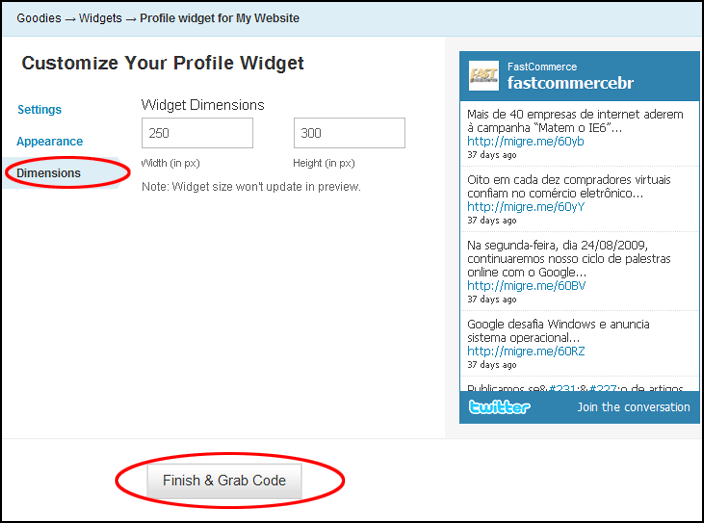 Goodies → Widgets → Profile widget for My Website
Customize Your Profile Widget
Settings
Appearance
Dimensions
Widget Dimensions
250
300
Width (in px)
Height (in px)
Note: Widget size won't update in preview.
Finish & Grab Code
FAST
FastCommerce
fastcommercebr
Mais de 40 empresas de internet aderem
à campanha “Matem o IE6”...
http://migre.me/60yb
37 days ago
Oito em cada dez compradores virtuais
confiam no comércio eletrônico...
http://migre.me/60yY
37 days ago
Na segunda-feira, dia 24/08/2009,
continuaremos nosso ciclo de palestras
online com o Google...
http://migre.me/60BV
37 days ago
Google desafia Windows e anuncia
sistema operacional...
http://migre.me/60RZ
37 days ago
Publicamos se&#231;&#227;o de artigos
twitter
Join the conversation